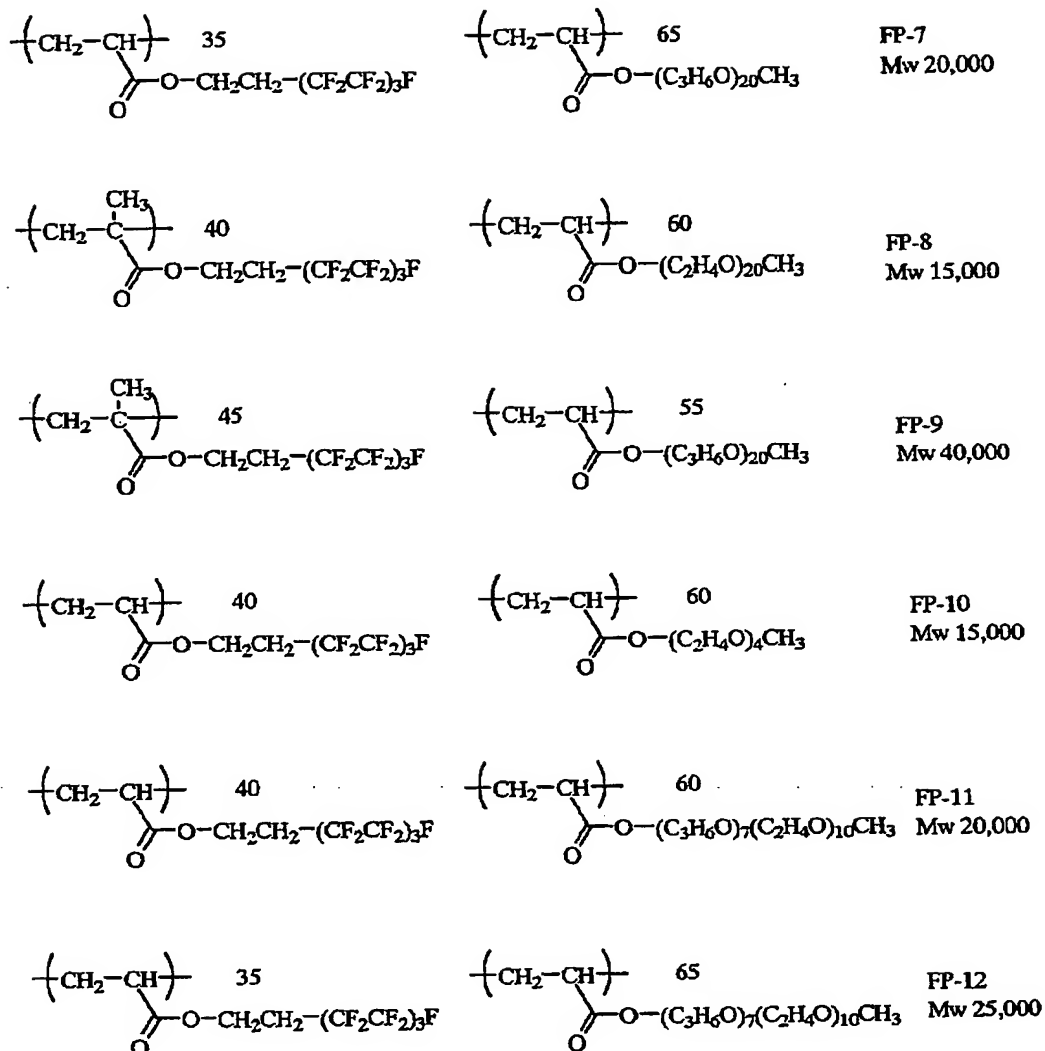 -(CH₂-CH)- 35 -(CH₂-CH)- 65 FP-7
O-CH₂CH₂-(CF₂CF₂)₃F O-(C₃H₆O)₂₀CH₃ Mw 20,000
O O
CH₃
-(CH₂-C)- 40 -(CH₂-CH)- 60 FP-8
O-CH₂CH₂-(CF₂CF₂)₃F O-(C₂H₄O)₂₀CH₃ Mw 15,000
O O
CH₃
-(CH₂-C)- 45 -(CH₂-CH)- 55 FP-9
O-CH₂CH₂-(CF₂CF₂)₃F O-(C₃H₆O)₂₀CH₃ Mw 40,000
O O
-(CH₂-CH)- 40 -(CH₂-CH)- 60 FP-10
O-CH₂CH₂-(CF₂CF₂)₃F O-(C₂H₄O)₄CH₃ Mw 15,000
O O
-(CH₂-CH)- 40 -(CH₂-CH)- 60 FP-11
O-CH₂CH₂-(CF₂CF₂)₃F O-(C₃H₆O)₇(C₂H₄O)₁₀CH₃ Mw 20,000
O O
-(CH₂-CH)- 35 -(CH₂-CH)- 65 FP-12
O-CH₂CH₂-(CF₂CF₂)₃F O-(C₃H₆O)₇(C₂H₄O)₁₀CH₃ Mw 25,000
O O